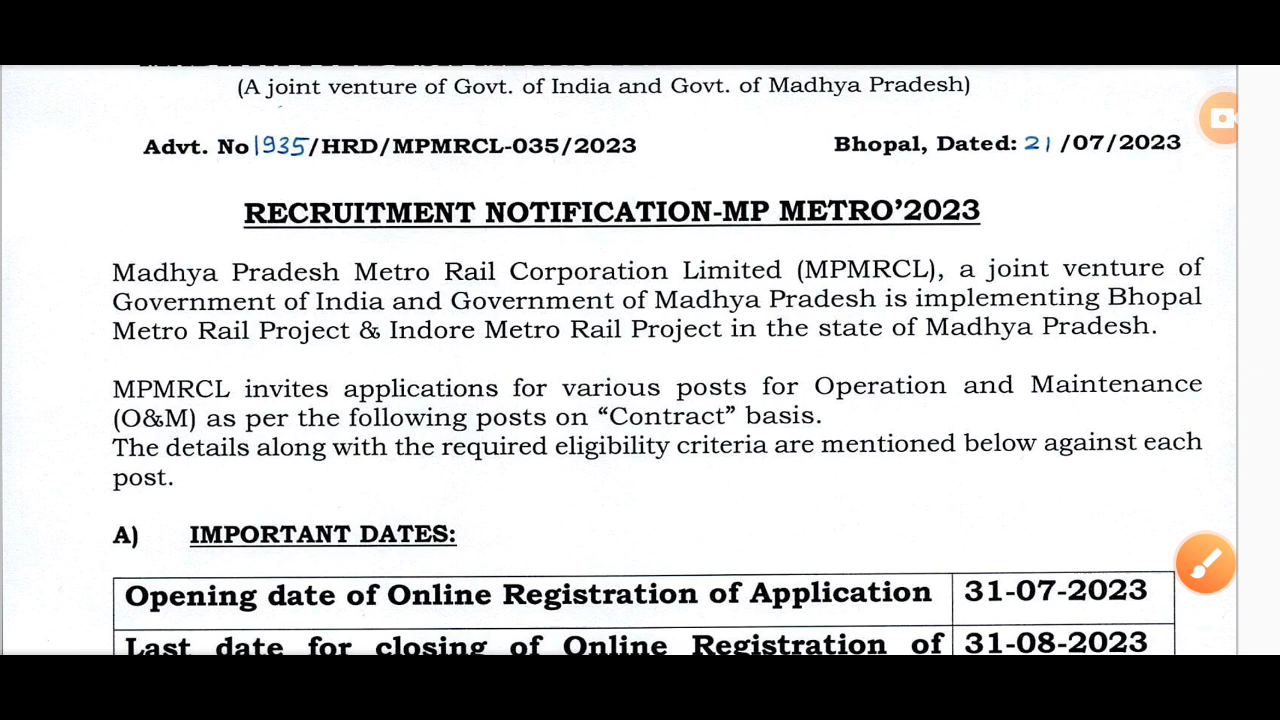 (A joint venture of Govt. of India and Govt. of Madhya Pradesh)
Advt. No 1935/HRD/MPMRCL-035/2023 Bhopal, Dated: 21/07/2023
RECRUITMENT NOTIFICATION-MP METRO'2023
Madhya Pradesh Metro Rail Corporation Limited (MPMRCL), a joint venture of
Government of India and Government of Madhya Pradesh is implementing Bhopal
Metro Rail Project & Indore Metro Rail Project in the state of Madhya Pradesh.
MPMRCL invites applications for various posts for Operation and Maintenance
(O&M) as per the following posts on “Contract” basis.
The details along with the required eligibility criteria are mentioned below against each
post.
A) IMPORTANT DATES:
Opening date of Online Registration of Application 31-07-2023
Last date for closing of Online Registration of 31-08-2023